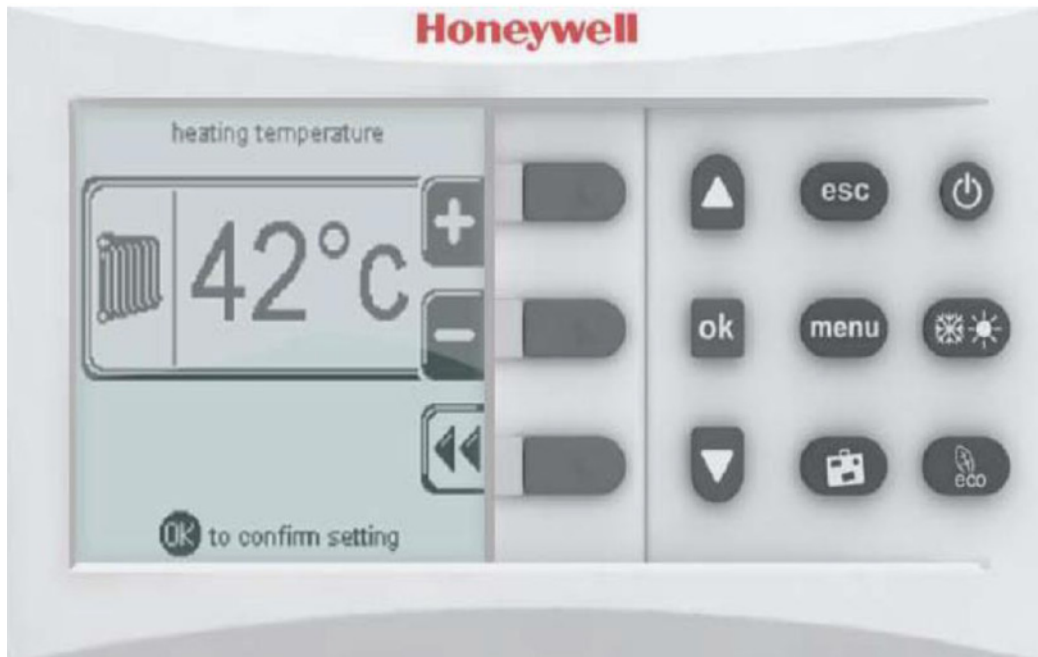 Honeywell
heating temperature
42°C
OK to confirm setting
esc
ok
menu
eco